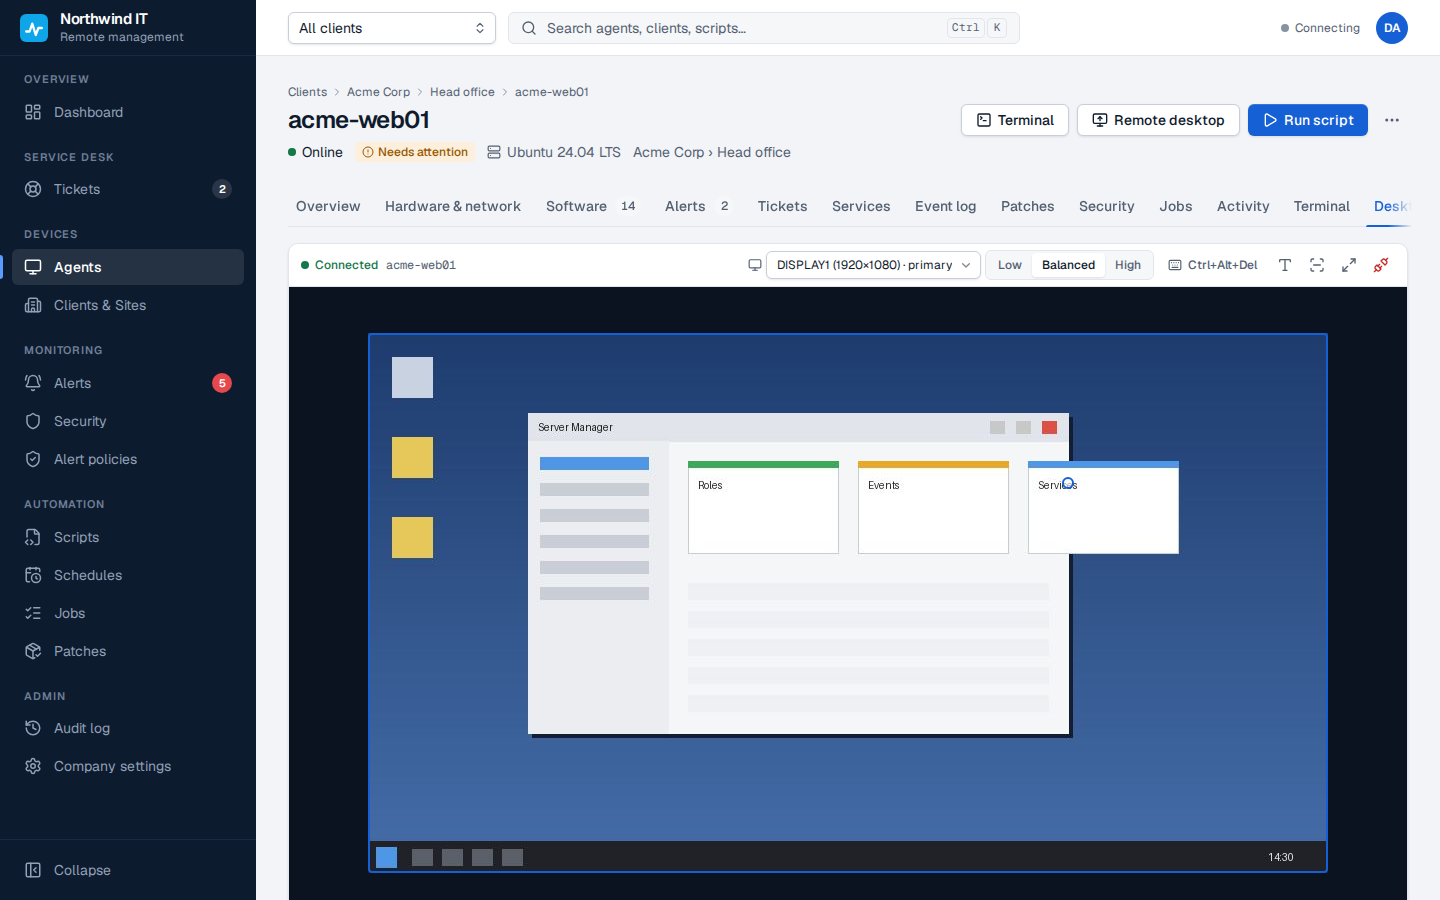 Northwind IT
Remote management
All clients
Search agents, clients, scripts...
Ctrl K
Connecting
DA
OVERVIEW
Dashboard
SERVICE DESK
Tickets 2
DEVICES
Agents
Clients & Sites
MONITORING
Alerts 5
Security
Alert policies
AUTOMATION
Scripts
Schedules
Jobs
Patches
ADMIN
Audit log
Company settings
Collapse
Clients > Acme Corp > Head office > acme-web01
acme-web01
Terminal
Remote desktop
Run script
Online
Needs attention
Ubuntu 24.04 LTS
Acme Corp › Head office
Overview Hardware & network Software 14 Alerts 2 Tickets Services Event log Patches Security Jobs Activity Terminal Desk
Connected acme-web01
DISPLAY1 (1920×1080) · primary
Low Balanced High
Ctrl+Alt+Del
Server Manager
Roles
Events
Services
14:30